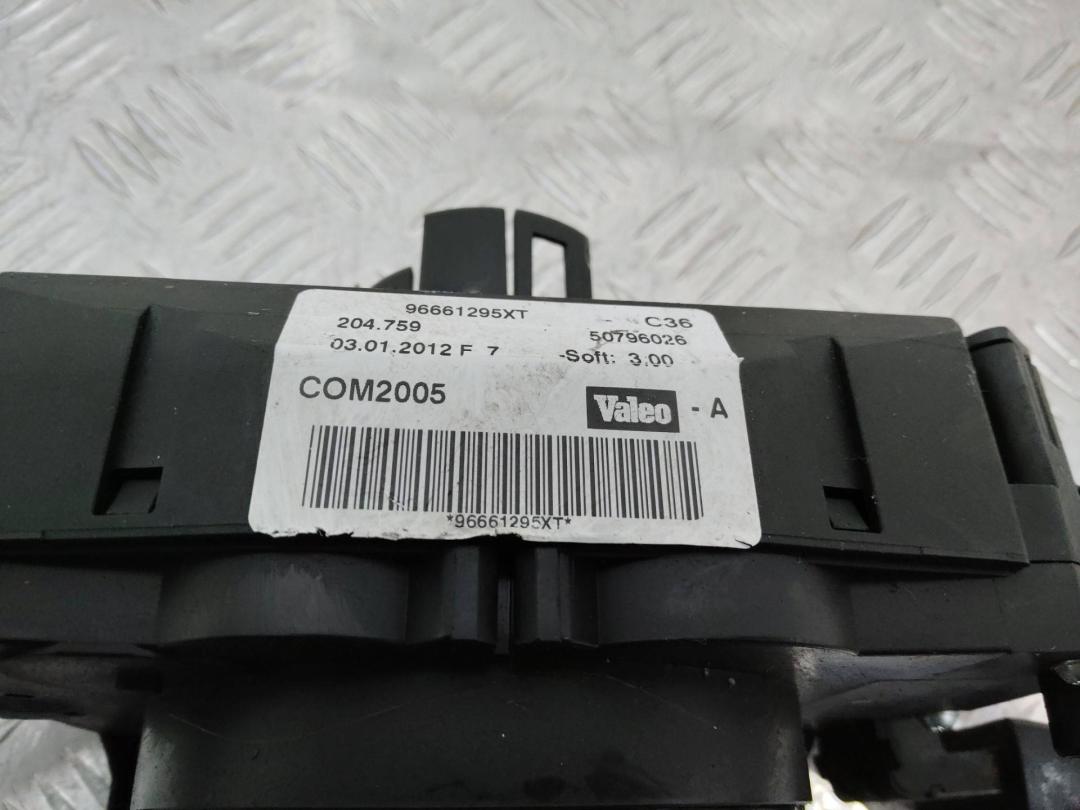 96661295XT C36
204.759 50796026
03.01.2012 F 7 -Soft: 3.00
COM2005 Valeo - A
*96661295XT*